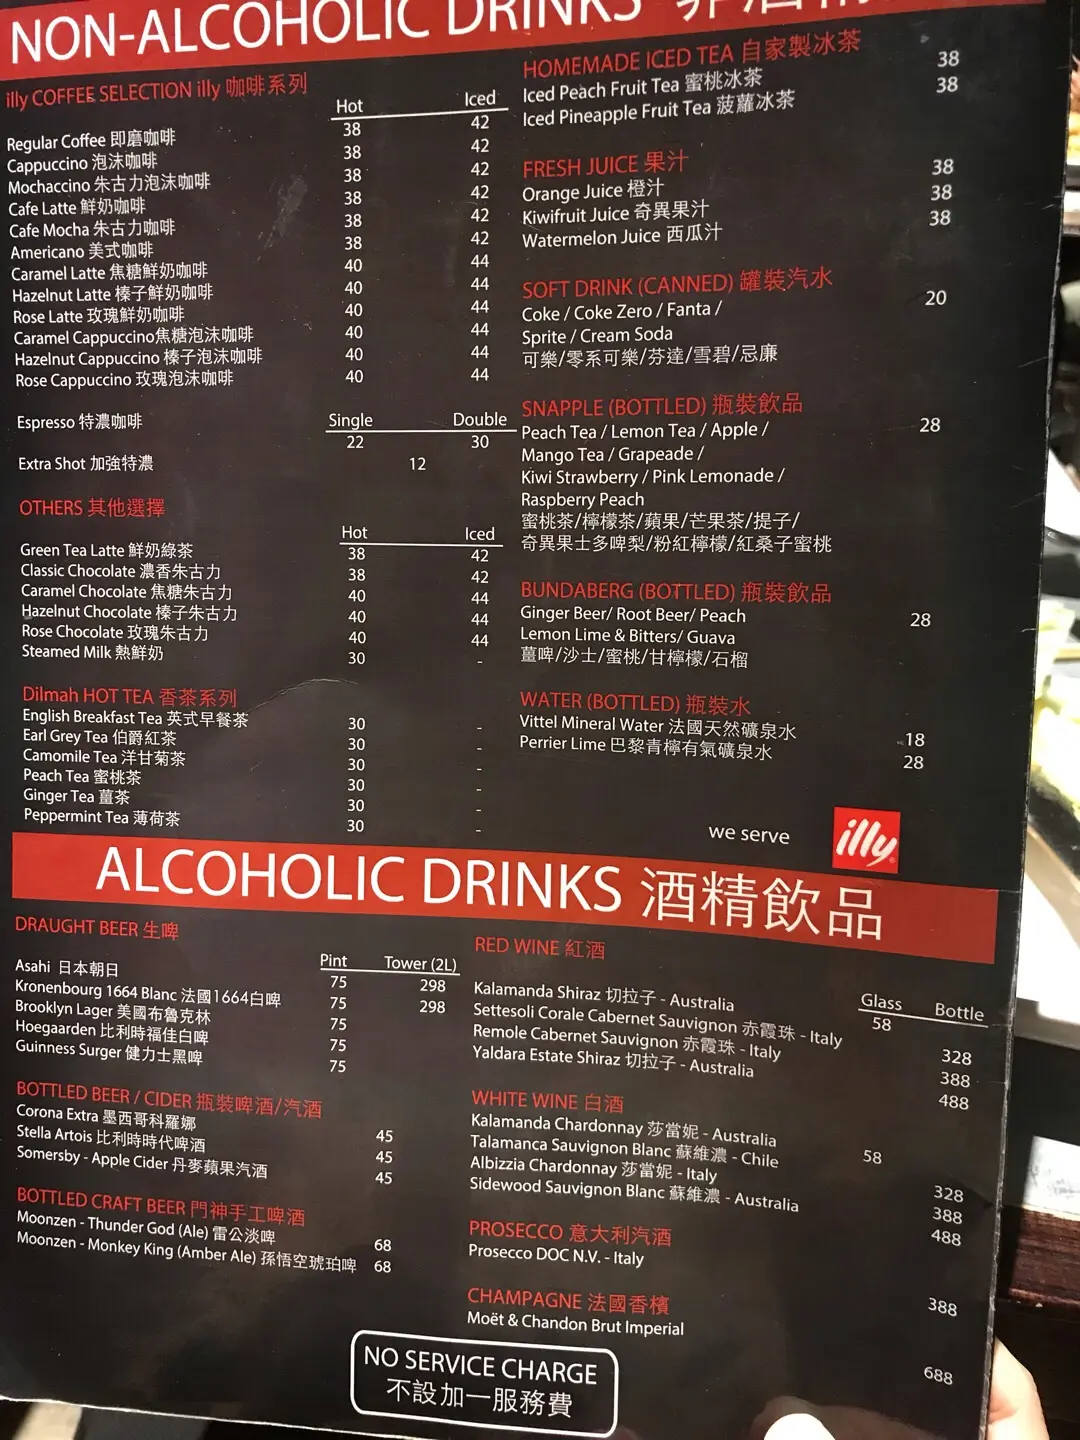 NON-ALCOHOLIC DRINKS
illy COFFEE SELECTION illy 咖啡系列
Hot Iced
Regular Coffee 即磨咖啡 38 42
Cappuccino 泡沫咖啡 38 42
Mochaccino 朱古力泡沫咖啡 38 42
Cafe Latte 鮮奶咖啡 38 42
Cafe Mocha 朱古力咖啡 38 42
Americano 美式咖啡 38 42
Caramel Latte 焦糖鮮奶咖啡 40 44
Hazelnut Latte 榛子鮮奶咖啡 40 44
Rose Latte 玫瑰鮮奶咖啡 40 44
Caramel Cappuccino焦糖泡沫咖啡 40 44
Hazelnut Cappuccino 榛子泡沫咖啡 40 44
Rose Cappuccino 玫瑰泡沫咖啡 40 44
Single Double
Espresso 特濃咖啡 22 30
Extra Shot 加強特濃 12
OTHERS 其他選擇
Hot Iced
Green Tea Latte 鮮奶綠茶 38 42
Classic Chocolate 濃香朱古力 38 42
Caramel Chocolate 焦糖朱古力 40 44
Hazelnut Chocolate 榛子朱古力 40 44
Rose Chocolate 玫瑰朱古力 40 44
Steamed Milk 熱鮮奶 30 -
Dilmah HOT TEA 香茶系列
English Breakfast Tea 英式早餐茶 30 -
Earl Grey Tea 伯爵紅茶 30 -
Camomile Tea 洋甘菊茶 30 -
Peach Tea 蜜桃茶 30 -
Ginger Tea 薑茶 30 -
Peppermint Tea 薄荷茶 30 -
HOMEMADE ICED TEA 自家製冰茶
Iced Peach Fruit Tea 蜜桃冰茶 38
Iced Pineapple Fruit Tea 菠蘿冰茶 38
FRESH JUICE 果汁
Orange Juice 橙汁 38
Kiwifruit Juice 奇異果汁 38
Watermelon Juice 西瓜汁 38
SOFT DRINK (CANNED) 罐裝汽水
Coke / Coke Zero / Fanta / 20
Sprite / Cream Soda
可樂/零系可樂/芬達/雪碧/忌廉
SNAPPLE (BOTTLED) 瓶裝飲品
Peach Tea / Lemon Tea / Apple / 28
Mango Tea / Grapeade /
Kiwi Strawberry / Pink Lemonade /
Raspberry Peach
蜜桃茶/檸檬茶/蘋果/芒果茶/提子/
奇異果士多啤梨/粉紅檸檬/紅桑子蜜桃
BUNDABERG (BOTTLED) 瓶裝飲品
Ginger Beer/ Root Beer/ Peach 28
Lemon Lime & Bitters/ Guava
薑啤/沙士/蜜桃/甘檸檬/石榴
WATER (BOTTLED) 瓶裝水
Vittel Mineral Water 法國天然礦泉水 18
Perrier Lime 巴黎青檸有氣礦泉水 28
we serve illy
ALCOHOLIC DRINKS 酒精飲品
DRAUGHT BEER 生啤
Pint Tower (2L)
Asahi 日本朝日 75 298
Kronenbourg 1664 Blanc 法國1664白啤 75 298
Brooklyn Lager 美國布魯克林 75
Hoegaarden 比利時福佳白啤 75
Guinness Surger 健力士黑啤 75
BOTTLED BEER / CIDER 瓶裝啤酒/汽酒
Corona Extra 墨西哥科羅娜 45
Stella Artois 比利時時代啤酒 45
Somersby - Apple Cider 丹麥蘋果汽酒 45
BOTTLED CRAFT BEER 門神手工啤酒
Moonzen - Thunder God (Ale) 雷公淡啤 68
Moonzen - Monkey King (Amber Ale) 孫悟空琥珀啤 68
RED WINE 紅酒
Glass Bottle
Kalamanda Shiraz 切拉子 - Australia 58
Settesoli Corale Cabernet Sauvignon 赤霞珠 - Italy 328
Remole Cabernet Sauvignon 赤霞珠 - Italy 388
Yaldara Estate Shiraz 切拉子 - Australia 488
WHITE WINE 白酒
Kalamanda Chardonnay 莎當妮 - Australia 58
Talamanca Sauvignon Blanc 蘇維濃 - Chile 328
Albizzia Chardonnay 莎當妮 - Italy 388
Sidewood Sauvignon Blanc 蘇維濃 - Australia 488
PROSECCO 意大利汽酒
Prosecco DOC N.V. - Italy 388
CHAMPAGNE 法國香檳
Moët & Chandon Brut Imperial 688
NO SERVICE CHARGE
不設加一服務費